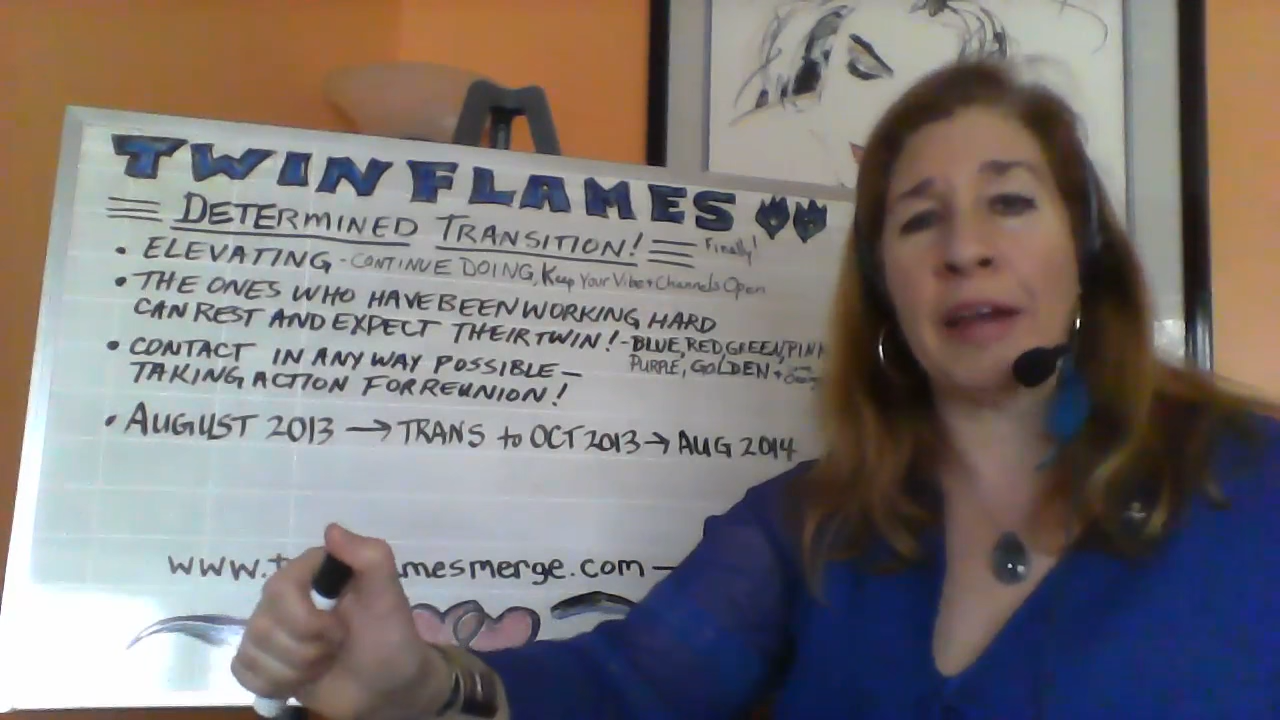 TWIN FLAMES
DETERMINED TRANSITION! Finally!
• ELEVATING - CONTINUE DOING, Keep Your Vibe + Channels Open
• THE ONES WHO HAVE BEEN WORKING HARD
CAN REST AND EXPECT THEIR TWIN! - BLUE, RED, GREEN, PINK
PURPLE, GOLDEN +
• CONTACT IN ANY WAY POSSIBLE —
TAKING ACTION FOR REUNION!
• AUGUST 2013 → TRANS to OCT 2013 → AUG 2014
www.t mesmerge.com —